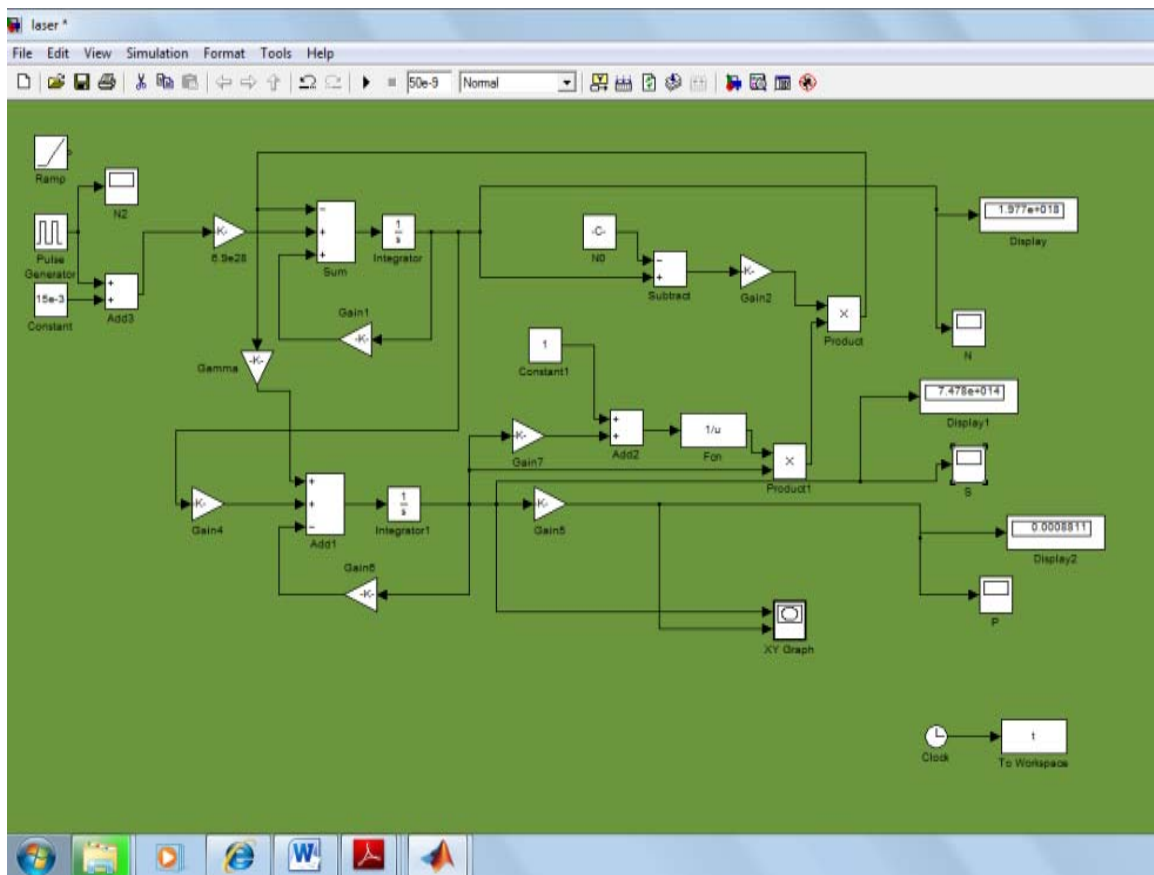 laser *
File Edit View Simulation Format Tools Help
50e-9 Normal
Ramp
N2
Pulse
Generator
15e-3
Constant
+
+
Add3
K-
6.9e28
−
+
+
Sum
1
s
Integrator
-K-
Gain1
-K-
Gamma
-C-
N0
−
+
Subtract
-K-
Gain2
×
Product
1.977e+018
Display
N
1
Constant1
7.478e+014
Display1
-K-
Gain7
+
+
Add2
1/u
Fcn
×
Product1
S
-K-
Gain4
+
+
−
Add1
1
s
Integrator1
K-
Gain5
0.0008811
Display2
-K-
Gain6
P
XY Graph
Clock
t
To Workspace
W